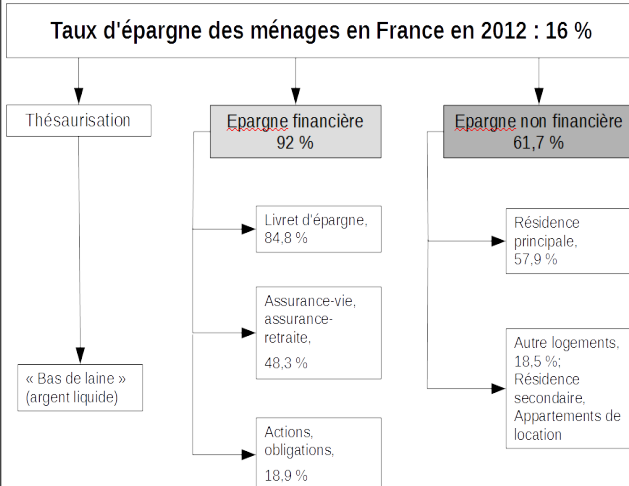 Taux d'épargne des ménages en France en 2012 : 16 %
Thésaurisation
« Bas de laine »
(argent liquide)
Epargne financière
92 %
Livret d'épargne,
84,8 %
Assurance-vie,
assurance-
retraite,
48,3 %
Actions,
obligations,
18,9 %
Epargne non financière
61,7 %
Résidence
principale,
57,9 %
Autre logements,
18,5 %;
Résidence
secondaire,
Appartements de
location